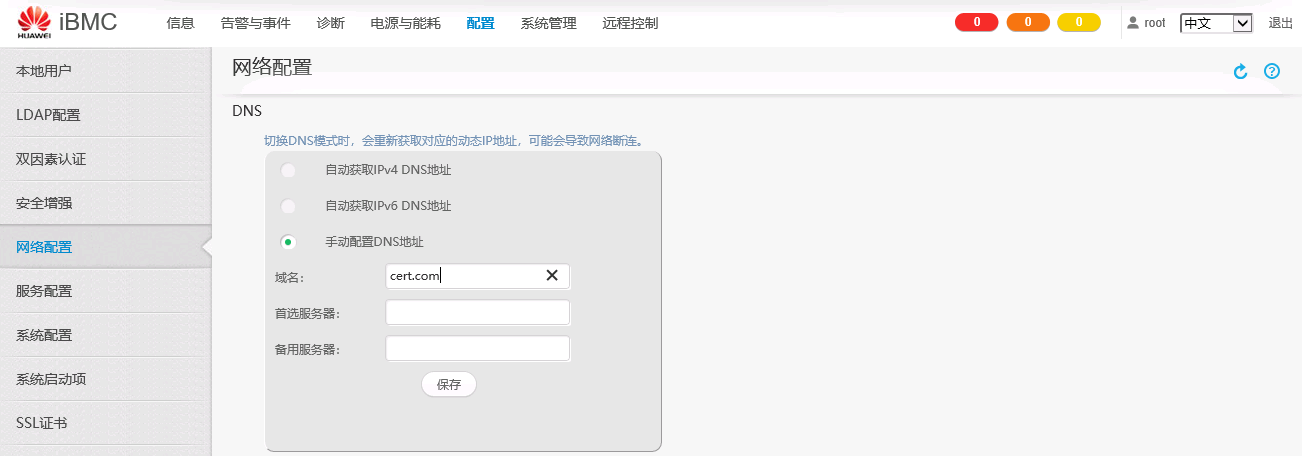 HUAWEI iBMC 信息 告警与事件 诊断 电源与能耗 配置 系统管理 远程控制 0 0 0 root 中文 退出
本地用户
LDAP配置
双因素认证
安全增强
网络配置
服务配置
系统配置
系统启动项
SSL证书
网络配置
DNS
切换DNS模式时，会重新获取对应的动态IP地址，可能会导致网络断连。
自动获取IPv4 DNS地址
自动获取IPv6 DNS地址
手动配置DNS地址
域名： cert.com
首选服务器：
备用服务器：
保存